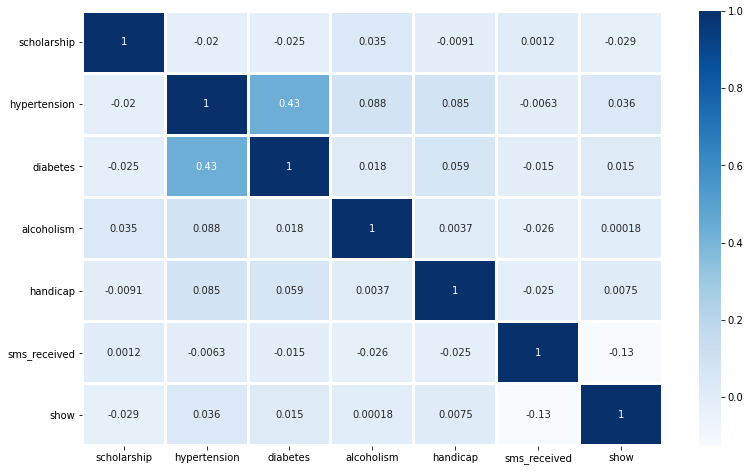 scholarship 1 -0.02 -0.025 0.035 -0.0091 0.0012 -0.029
hypertension -0.02 1 0.43 0.088 0.085 -0.0063 0.036
diabetes -0.025 0.43 1 0.018 0.059 -0.015 0.015
alcoholism 0.035 0.088 0.018 1 0.0037 -0.026 0.00018
handicap -0.0091 0.085 0.059 0.0037 1 -0.025 0.0075
sms_received 0.0012 -0.0063 -0.015 -0.026 -0.025 1 -0.13
show -0.029 0.036 0.015 0.00018 0.0075 -0.13 1
scholarship hypertension diabetes alcoholism handicap sms_received show
1.0
0.8
0.6
0.4
0.2
0.0